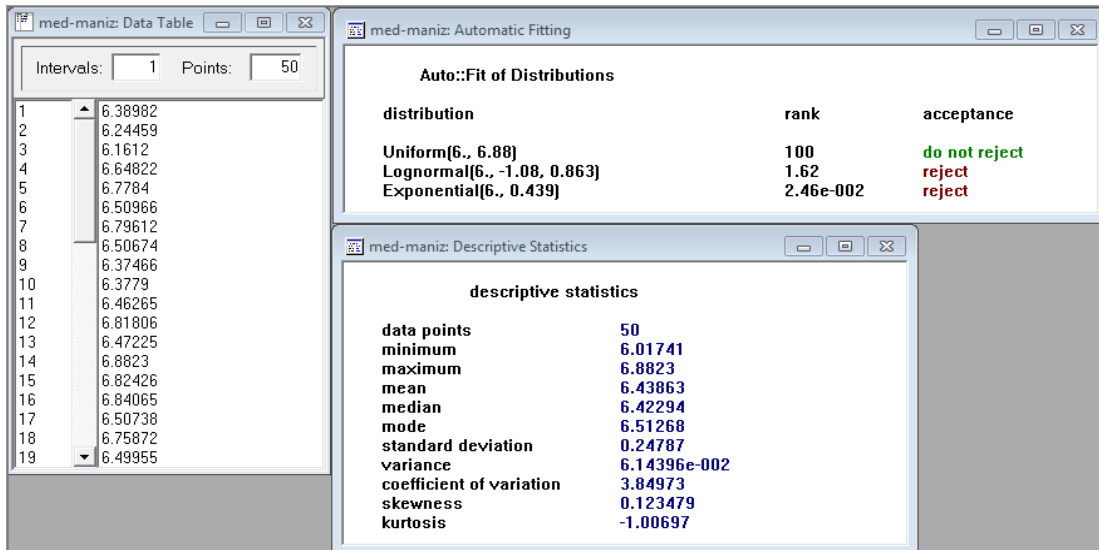 med-maniz: Data Table
Intervals: 1 Points: 50
1 6.38982
2 6.24459
3 6.1612
4 6.64822
5 6.7784
6 6.50966
7 6.79612
8 6.50674
9 6.37466
10 6.3779
11 6.46265
12 6.81806
13 6.47225
14 6.8823
15 6.82426
16 6.84065
17 6.50738
18 6.75872
19 6.49955
med-maniz: Automatic Fitting
Auto::Fit of Distributions
distribution rank acceptance
Uniform(6., 6.88) 100 do not reject
Lognormal(6., -1.08, 0.863) 1.62 reject
Exponential(6., 0.439) 2.46e-002 reject
med-maniz: Descriptive Statistics
descriptive statistics
data points 50
minimum 6.01741
maximum 6.8823
mean 6.43863
median 6.42294
mode 6.51268
standard deviation 0.24787
variance 6.14396e-002
coefficient of variation 3.84973
skewness 0.123479
kurtosis -1.00697